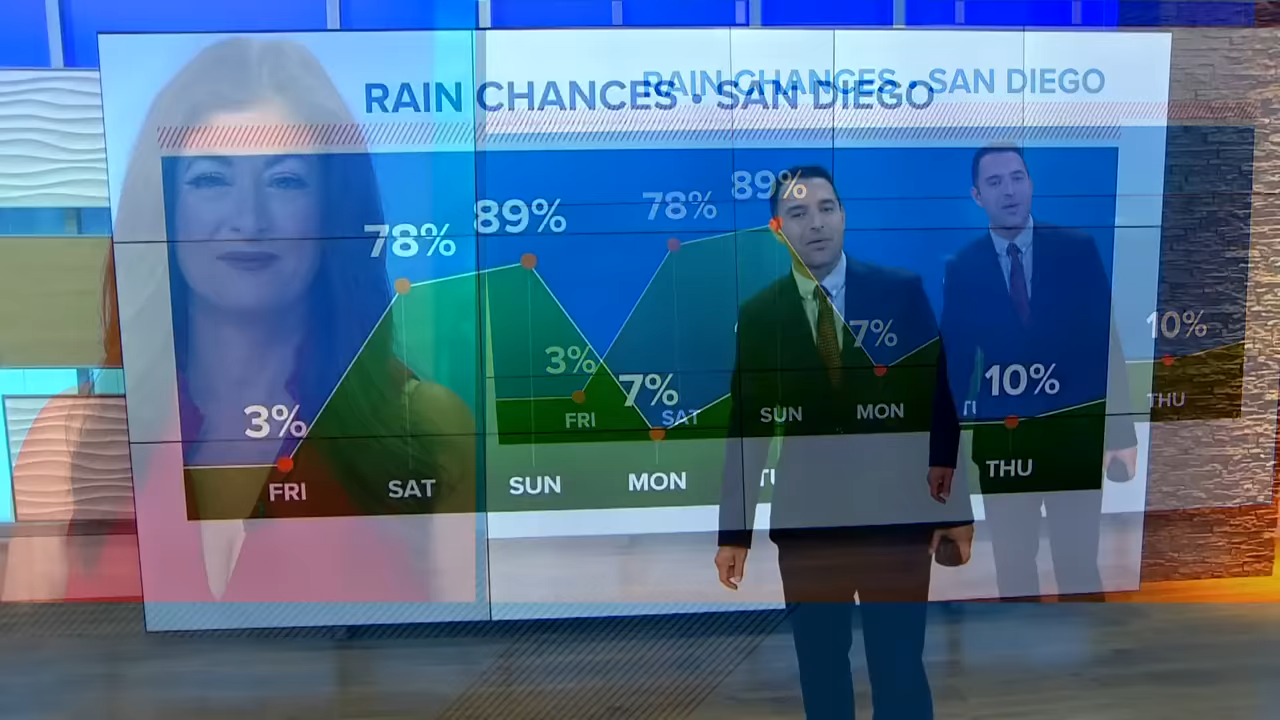 RAIN CHANCES • SAN DIEGO
RAIN CHANCES • SAN DIEGO
78%
89%
78%
89%
3%
7%
10%
3%
7%
10%
FRI
SAT
SUN
MON
THU
FRI
SAT
SUN
MON
THU